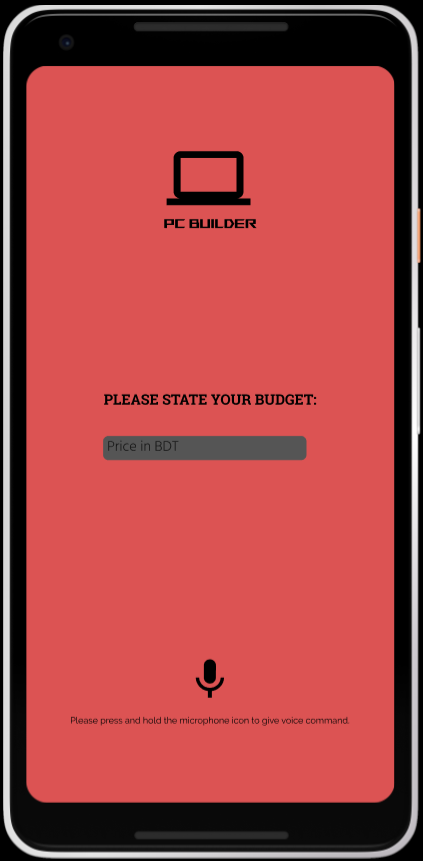 PC BUILDER
PLEASE STATE YOUR BUDGET:
Price in BDT
Please press and hold the microphone icon to give voice command.